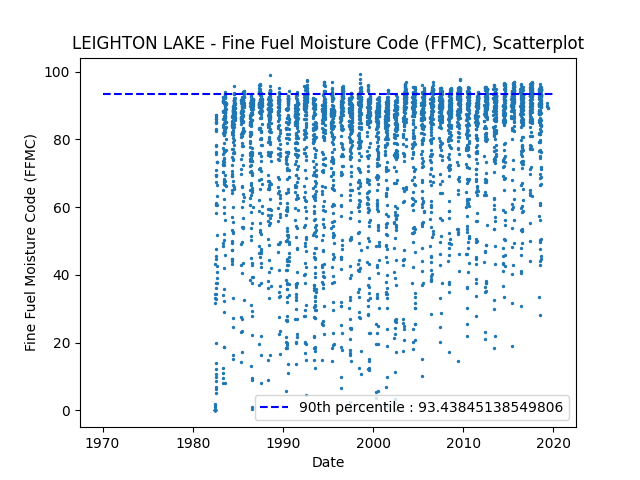 LEIGHTON LAKE - Fine Fuel Moisture Code (FFMC), Scatterplot
Fine Fuel Moisture Code (FFMC)
100
80
60
40
20
0
90th percentile : 93.43845138549806
1970 1980 1990 2000 2010 2020
Date